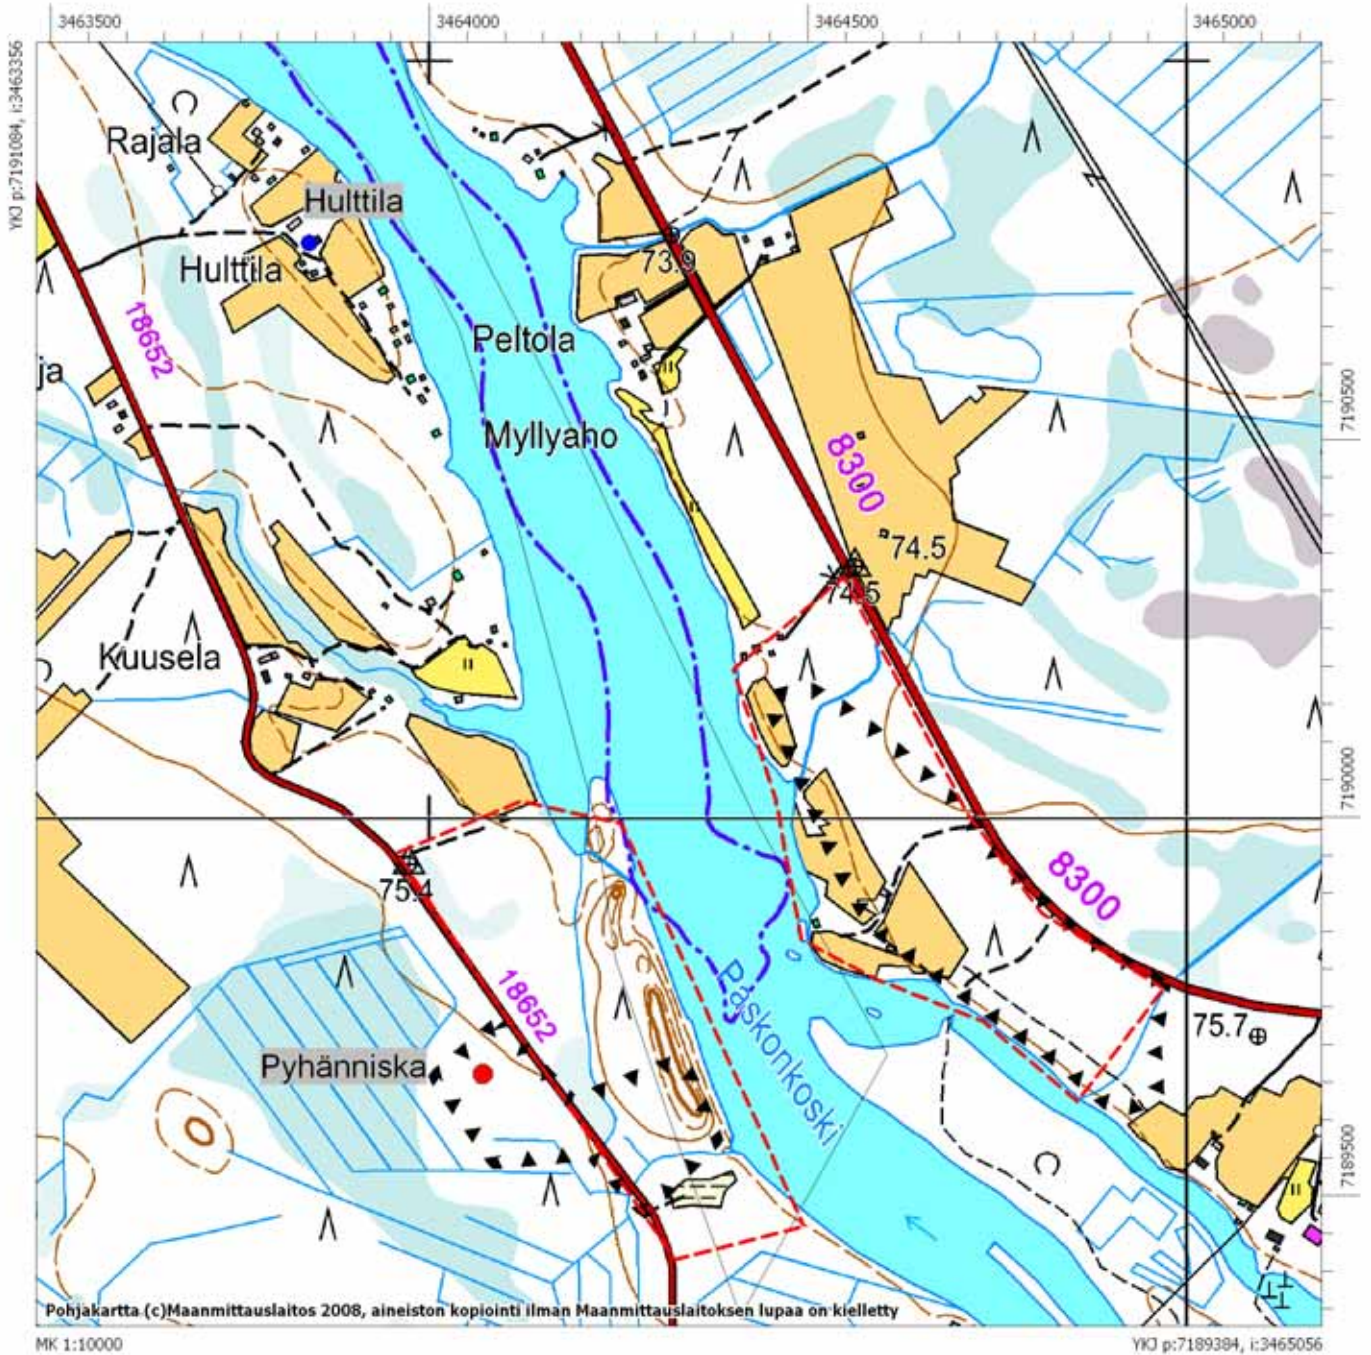 3463500
3464000
3464500
3465000
YKJ p:7191084, i:3463356
Rajala
Hulttila
Hulttila
73.9
18652
Peltola
ja
7190500
Myllyaho
8300
74.5
74.5
Kuusela
7190000
75.4
8300
18652
Paskonkoski
75.7
Pyhänniska
7189500
Pohjakartta (c)Maanmittauslaitos 2008, aineiston kopiointi ilman Maanmittauslaitoksen lupaa on kielletty
MK 1:10000
YKJ p:7189384, i:3465056